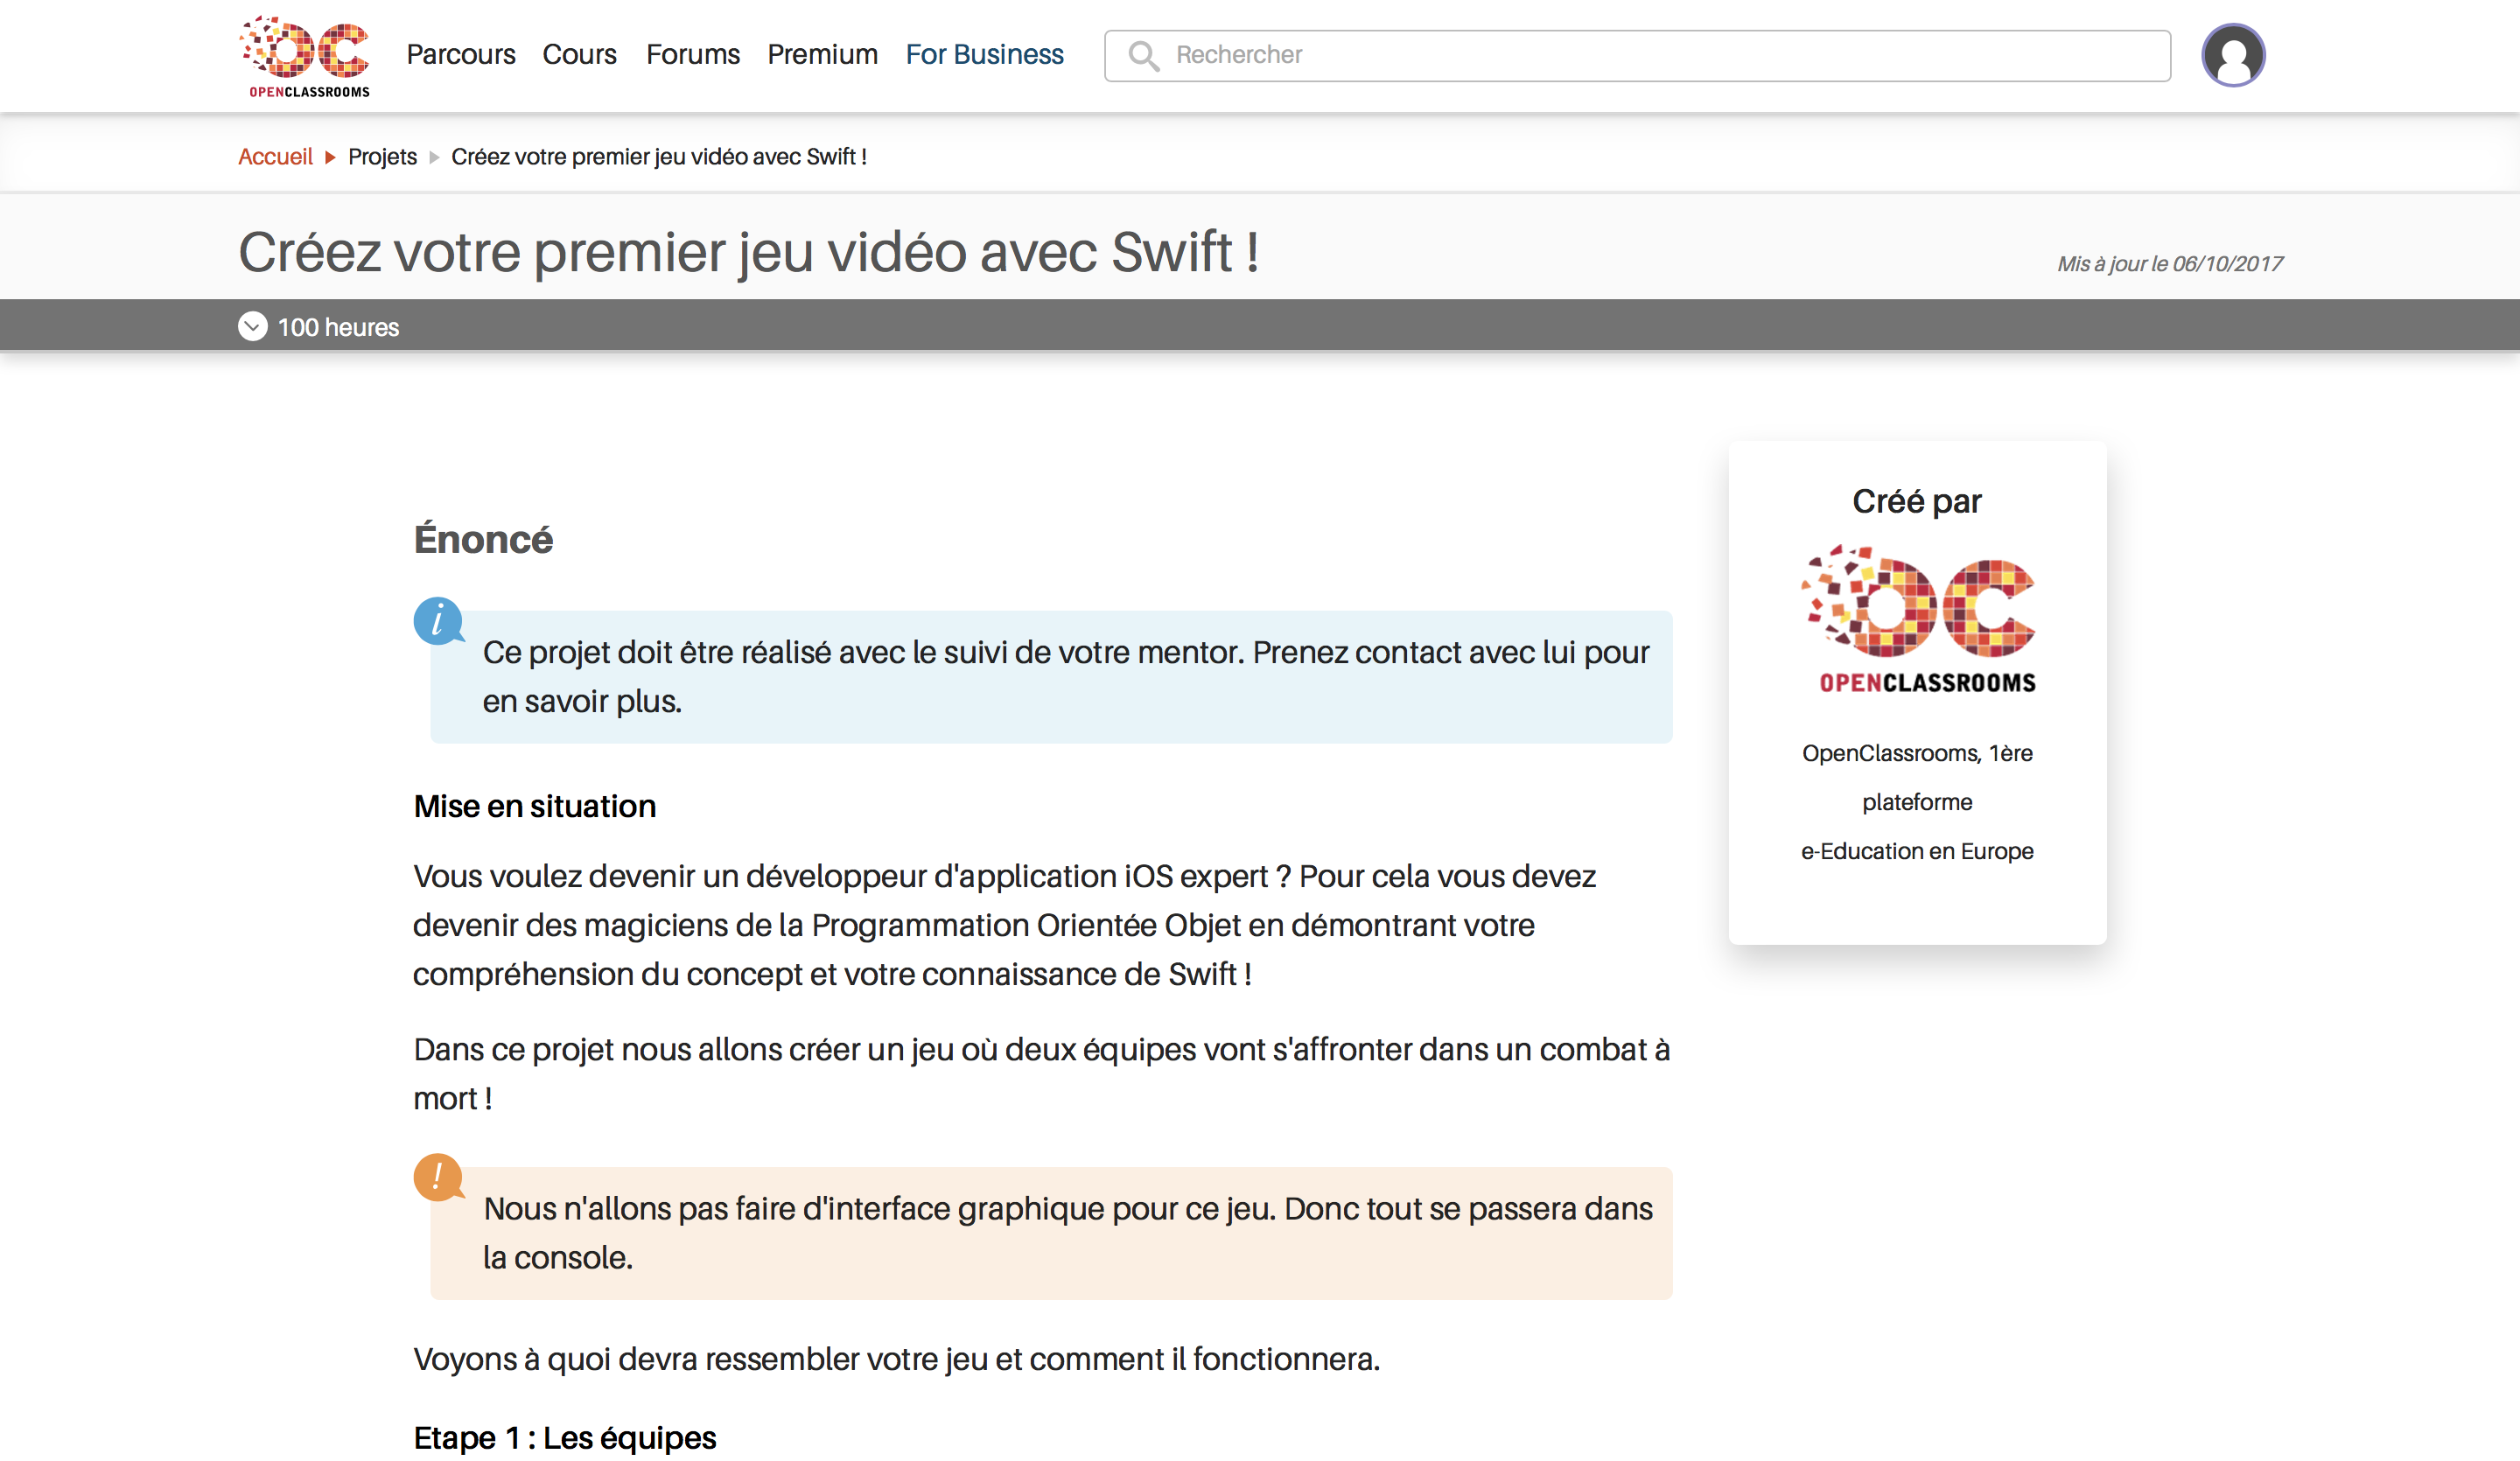 OPENCLASSROOMS
Parcours Cours Forums Premium For Business Rechercher
Accueil Projets Créez votre premier jeu vidéo avec Swift !
Créez votre premier jeu vidéo avec Swift !
Mis à jour le 06/10/2017
100 heures
Énoncé
Ce projet doit être réalisé avec le suivi de votre mentor. Prenez contact avec lui pour
en savoir plus.
Mise en situation
Vous voulez devenir un développeur d'application iOS expert ? Pour cela vous devez
devenir des magiciens de la Programmation Orientée Objet en démontrant votre
compréhension du concept et votre connaissance de Swift !
Dans ce projet nous allons créer un jeu où deux équipes vont s'affronter dans un combat à
mort !
Nous n'allons pas faire d'interface graphique pour ce jeu. Donc tout se passera dans
la console.
Voyons à quoi devra ressembler votre jeu et comment il fonctionnera.
Etape 1 : Les équipes
Créé par
OC
OPENCLASSROOMS
OpenClassrooms, 1ère
plateforme
e-Education en Europe